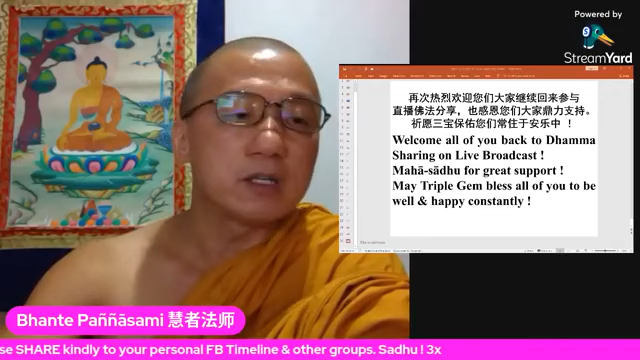 Powered by
StreamYard
再次热烈欢迎您们大家继续回来参与
直播佛法分享，也感恩您们大家鼎力支持。
祈愿三宝保佑您们常住于安乐中 ！
Welcome all of you back to Dhamma
Sharing on Live Broadcast !
Mahā-sādhu for great support !
May Triple Gem bless all of you to be
well & happy constantly !
Bhante Paññāsami 慧者法师
se SHARE kindly to your personal FB Timeline & other groups. Sadhu ! 3x